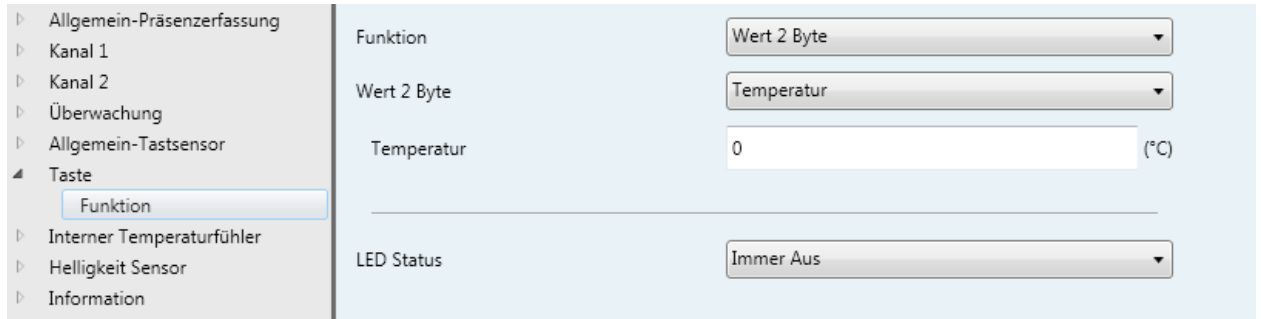 Allgemein-Präsenzerfassung
Kanal 1
Kanal 2
Überwachung
Allgemein-Tastsensor
Taste
Funktion
Interner Temperaturfühler
Helligkeit Sensor
Information
Funktion Wert 2 Byte
Wert 2 Byte Temperatur
Temperatur 0 (°C)
LED Status Immer Aus